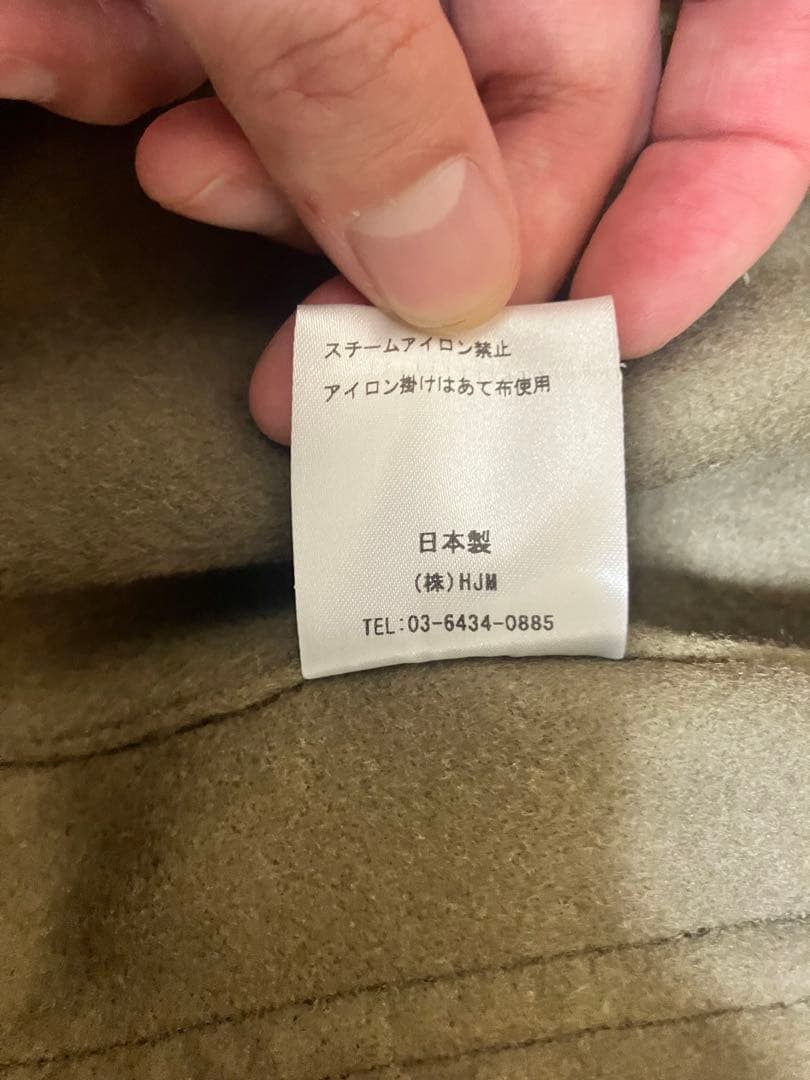 スチームアイロン禁止
アイロン掛けはあて布使用
日本製
(株)HJM
TEL:03-6434-0885